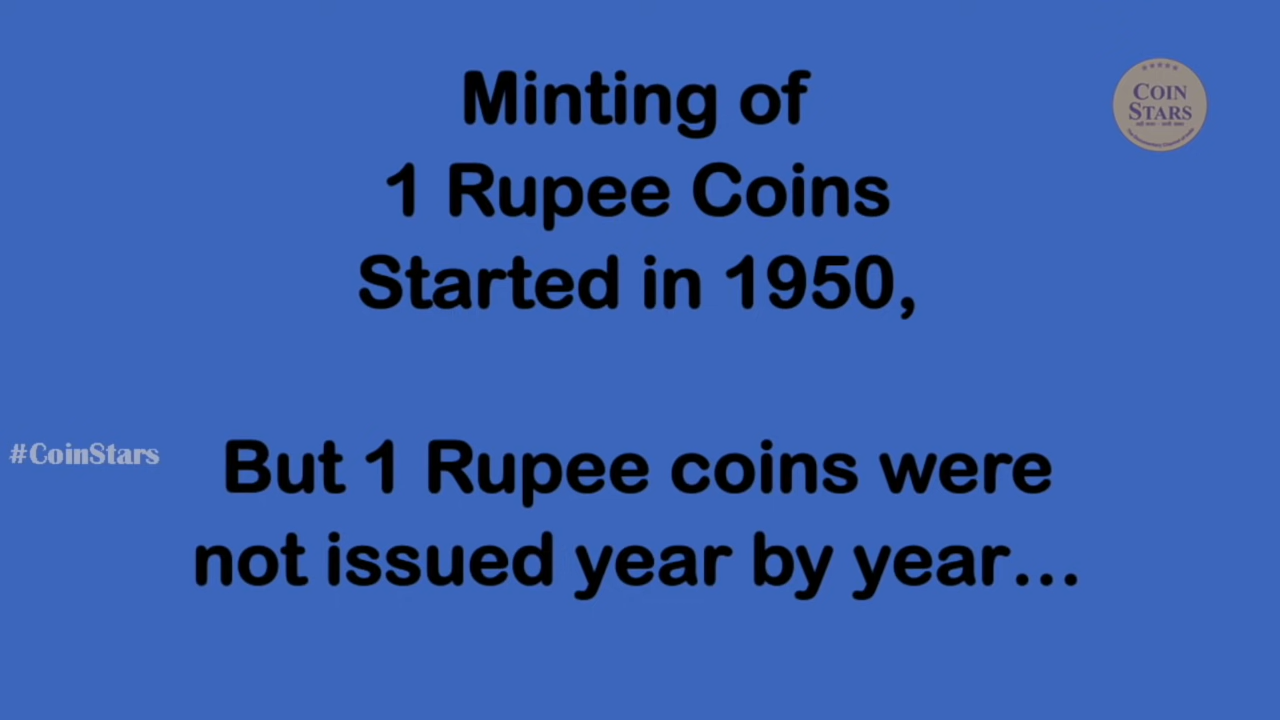 Minting of
1 Rupee Coins
Started in 1950,
COIN
STARS
#CoinStars
But 1 Rupee coins were
not issued year by year...